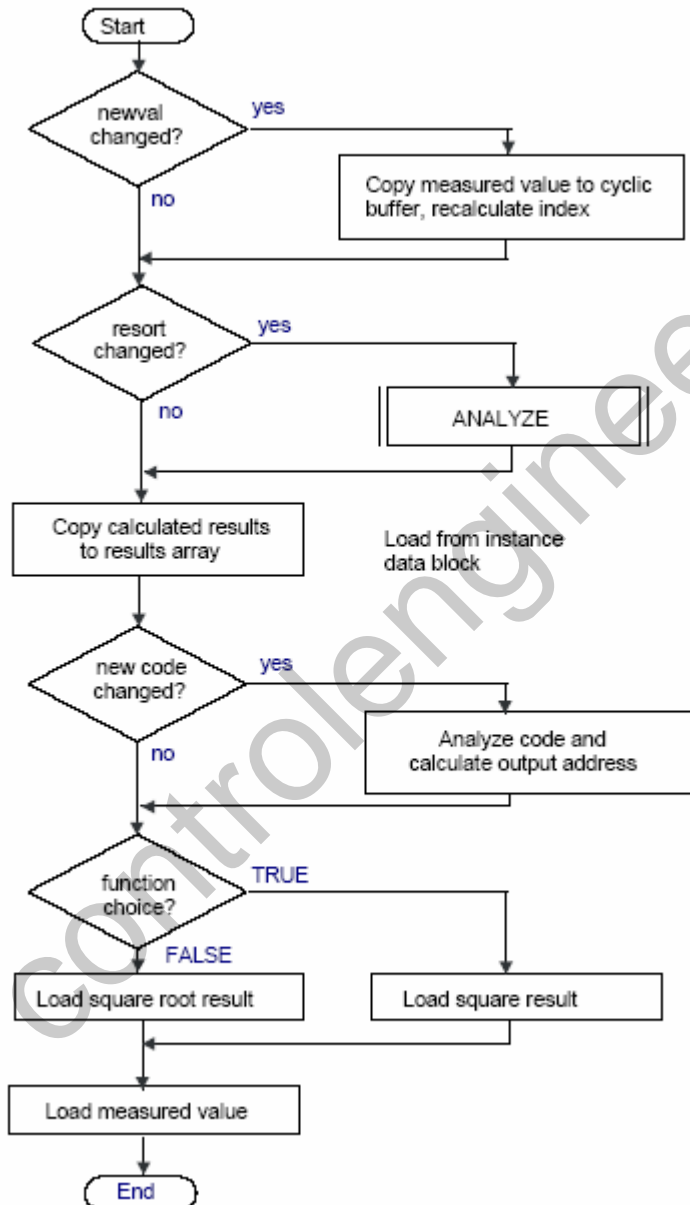 Start
newval
changed?
yes
no
Copy measured value to cyclic
buffer, recalculate index
resort
changed?
yes
no
ANALYZE
Copy calculated results
to results array
Load from instance
data block
new code
changed?
yes
no
Analyze code and
calculate output address
function
choice?
TRUE
FALSE
Load square root result
Load square result
Load measured value
End
controlenginee